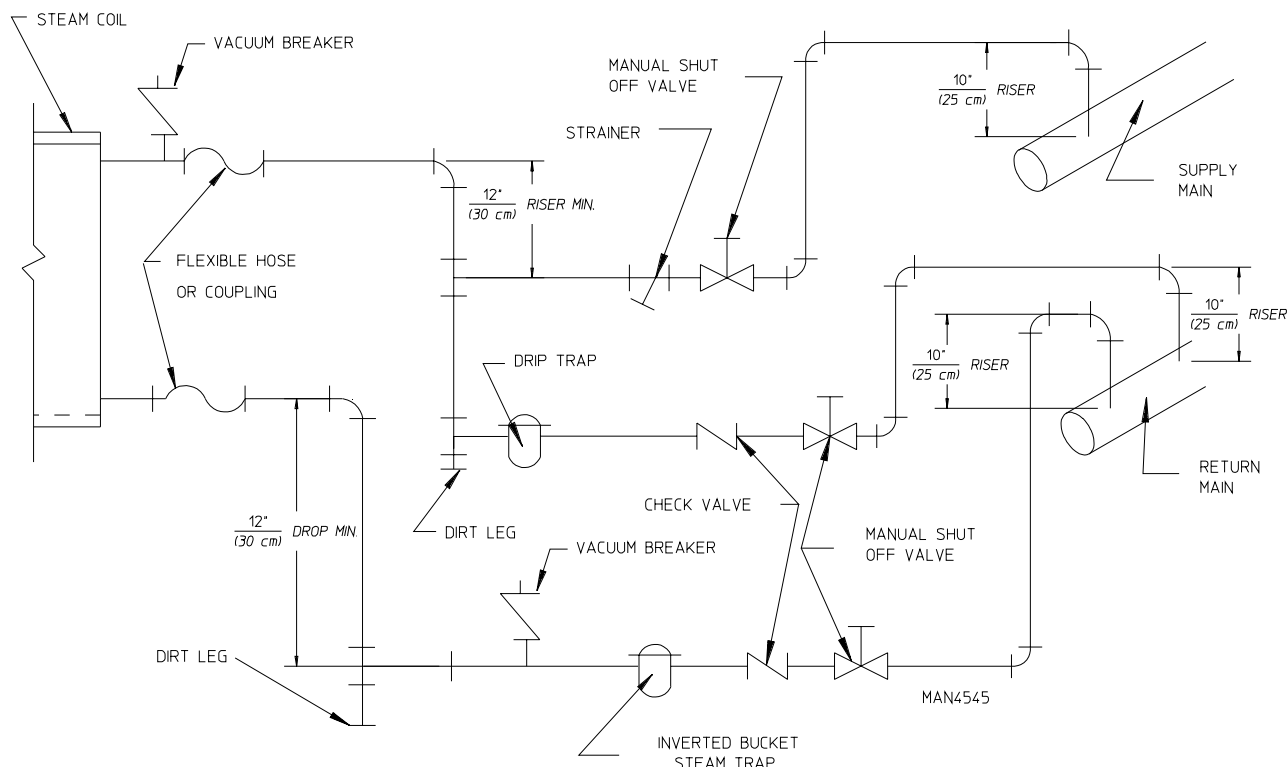 STEAM COIL
VACUUM BREAKER
MANUAL SHUT
OFF VALVE
10"
(25 cm) RISER
STRAINER
SUPPLY
MAIN
12"
(30 cm) RISER MIN.
FLEXIBLE HOSE
OR COUPLING
10"
(25 cm) RISER
10"
(25 cm) RISER
DRIP TRAP
RETURN
MAIN
CHECK VALVE
12"
(30 cm) DROP MIN.
DIRT LEG
MANUAL SHUT
OFF VALVE
VACUUM BREAKER
DIRT LEG
MAN4545
INVERTED BUCKET
STEAM TRAP